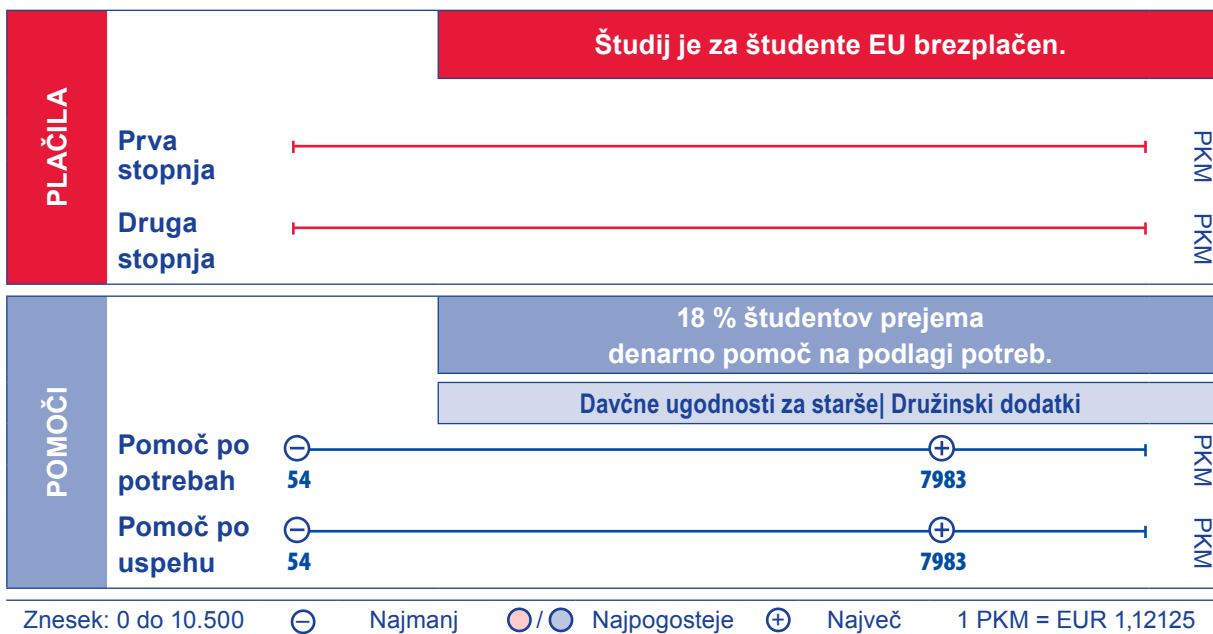 PLAČILA
Študij je za študente EU brezplačen.
Prva
stopnja
PKM
Druga
stopnja
PKM
POMOČI
18 % študentov prejema
denarno pomoč na podlagi potreb.
Davčne ugodnosti za starše| Družinski dodatki
Pomoč po
potrebah
54
7983
PKM
Pomoč po
uspehu
54
7983
PKM
Znesek: 0 do 10.500 Najmanj / Najpogosteje Največ 1 PKM = EUR 1,12125